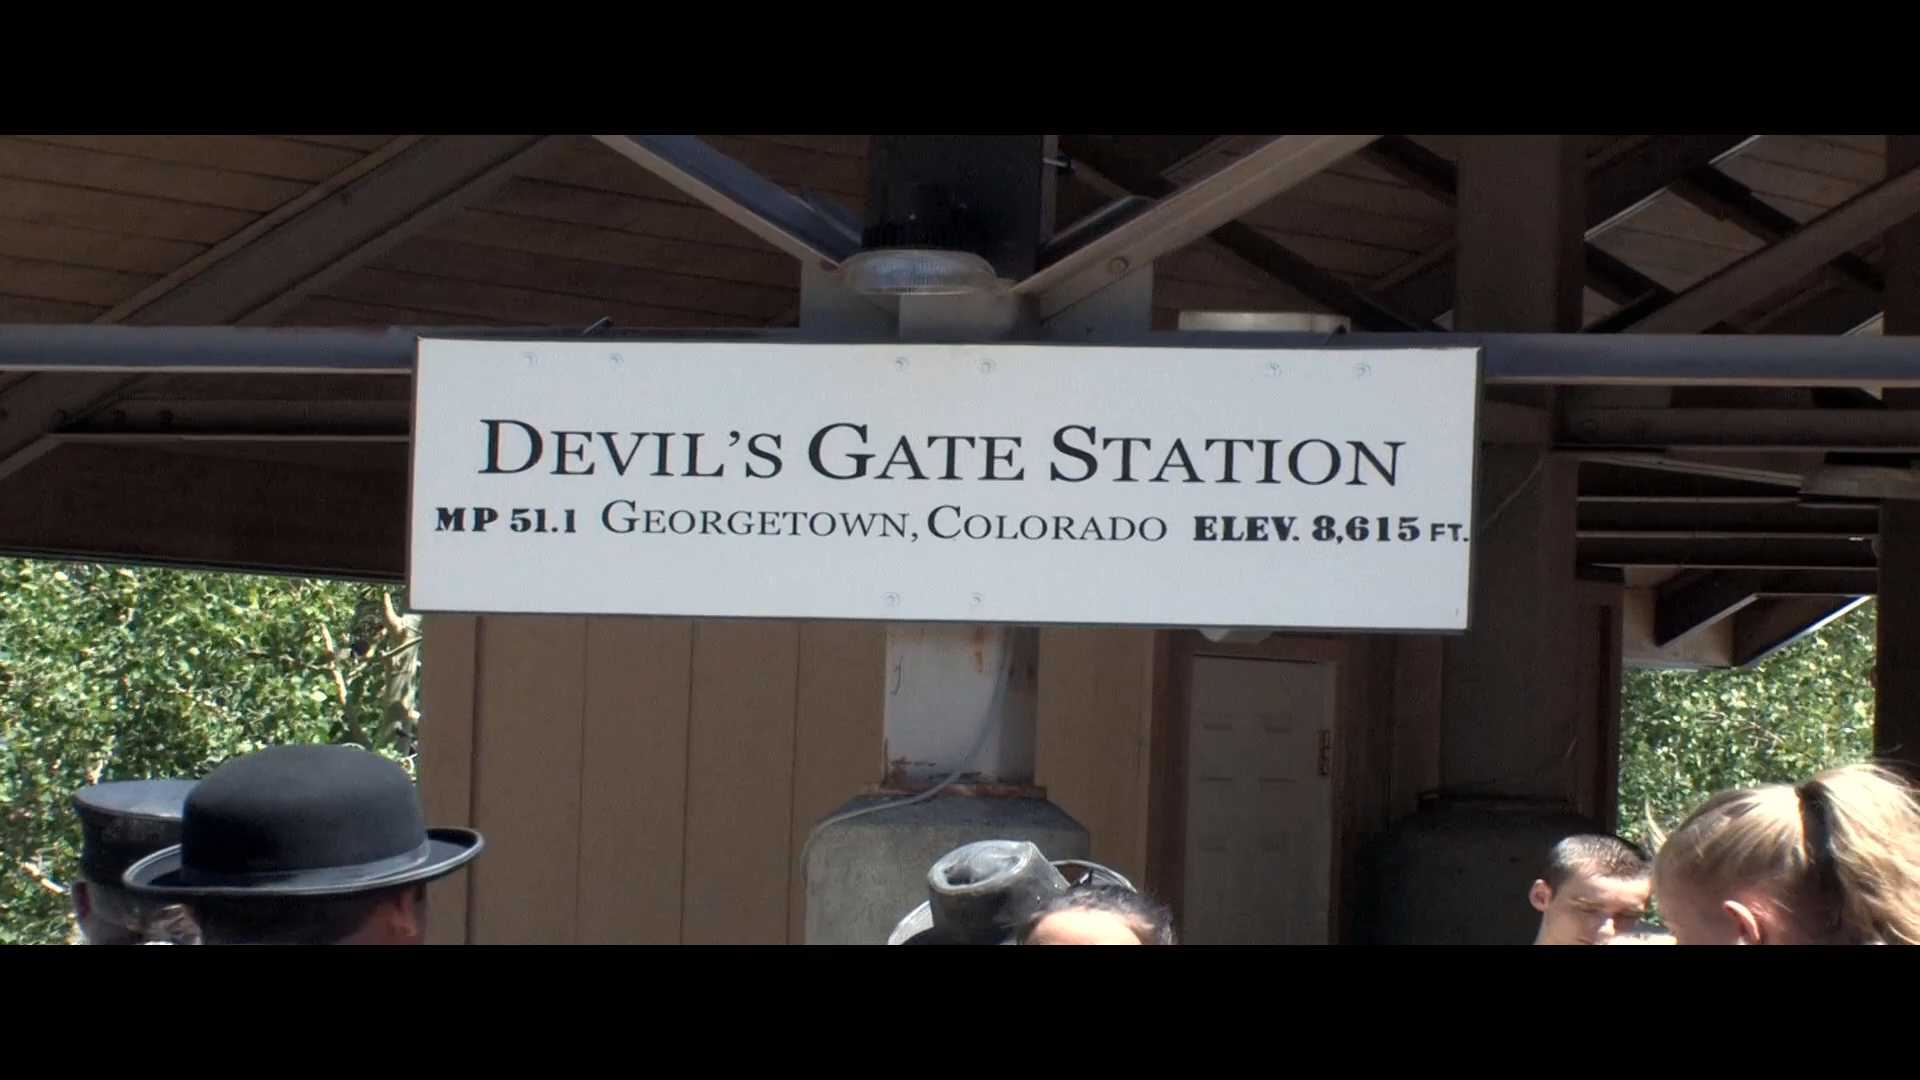 DEVIL'S GATE STATION
MP 51.1 GEORGETOWN, COLORADO ELEV. 8,615 FT.